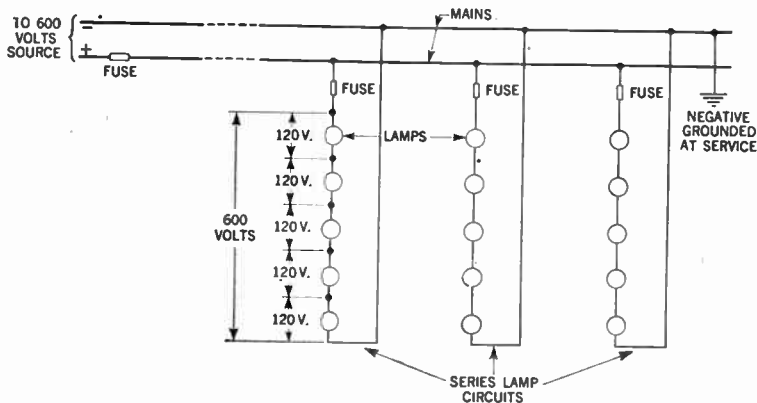 TO 600
VOLTS
SOURCE
−
+
FUSE
MAINS
FUSE
FUSE
FUSE
NEGATIVE
GROUNDED
AT SERVICE
LAMPS
120 V.
120 V.
120 V.
120 V.
120 V.
600
VOLTS
SERIES LAMP
CIRCUITS